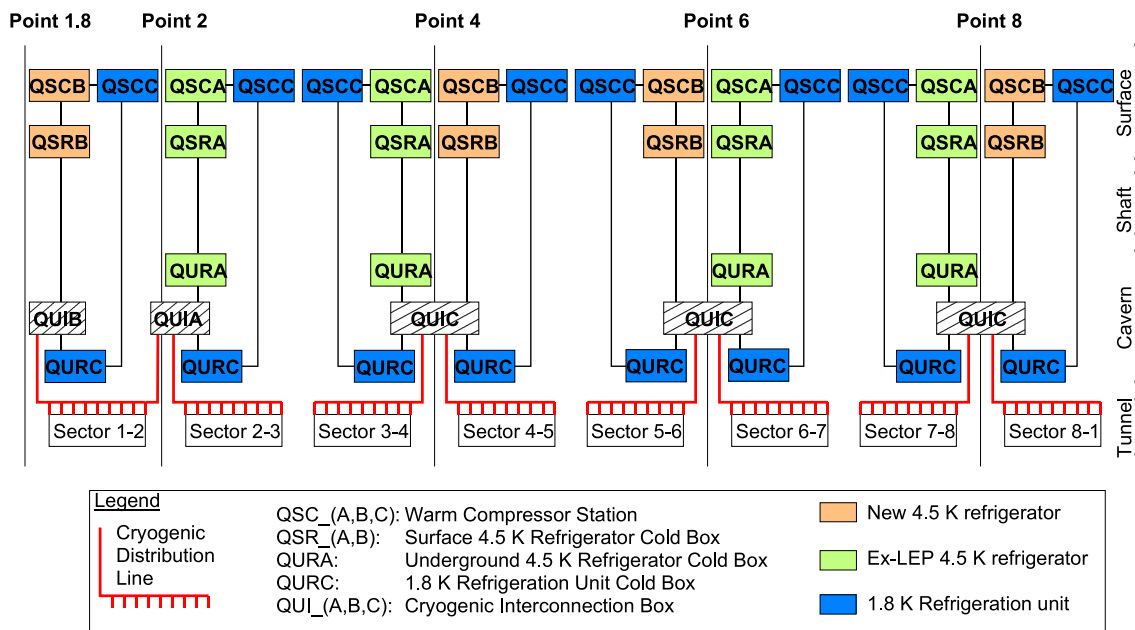 Point 1.8 Point 2 Point 4 Point 6 Point 8
QSCB QSCC QSCA QSCC QSCC QSCA QSCB QSCC QSCC QSCB QSCA QSCC QSCC QSCA QSCB QSCC
Surface
QSRB QSRA QSRA QSRB QSRB QSRA QSRA QSRB
Shaft
QURA QURA QURA QURA
QUIB QUIA QUIC QUIC QUIC
Cavern
QURC QURC QURC QURC QURC QURC QURC QURC
Tunnel
Sector 1-2 Sector 2-3 Sector 3-4 Sector 4-5 Sector 5-6 Sector 6-7 Sector 7-8 Sector 8-1
Legend
Cryogenic
Distribution
Line
QSC_(A,B,C): Warm Compressor Station
QSR_(A,B): Surface 4.5 K Refrigerator Cold Box
QURA: Underground 4.5 K Refrigerator Cold Box
QURC: 1.8 K Refrigeration Unit Cold Box
QUI_(A,B,C): Cryogenic Interconnection Box
New 4.5 K refrigerator
Ex-LEP 4.5 K refrigerator
1.8 K Refrigeration unit